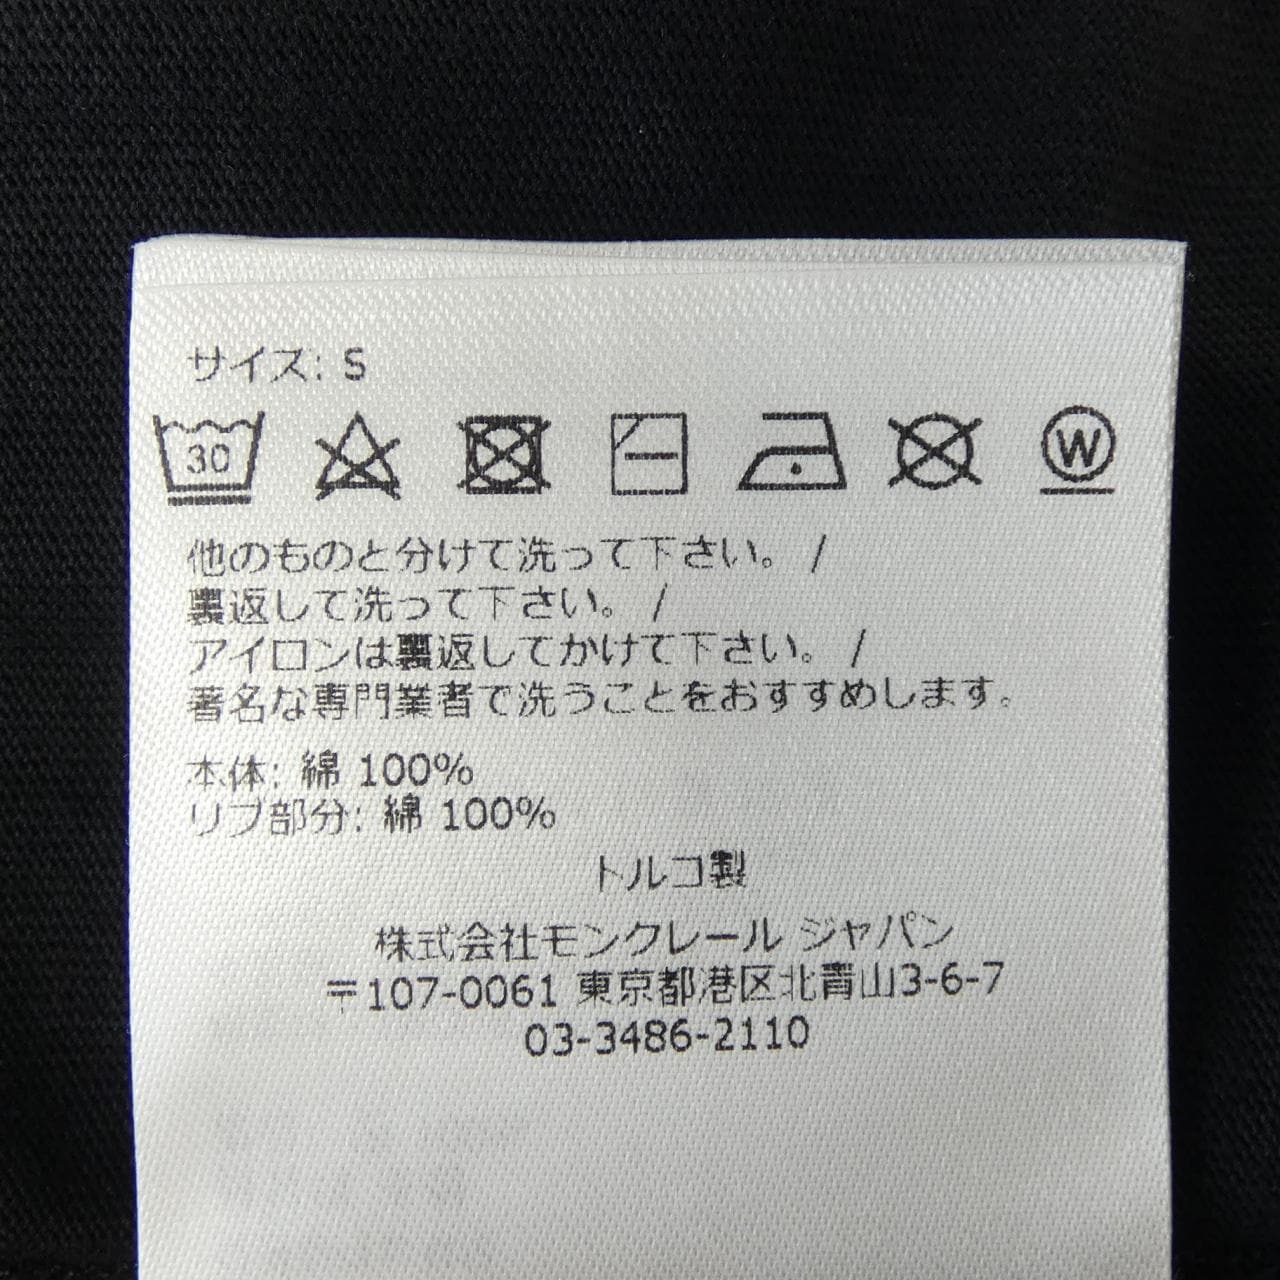 サイズ: S
30
W
他のものと分けて洗って下さい。 /
裏返して洗って下さい。 /
アイロンは裏返してかけて下さい。 /
著名な専門業者で洗うことをおすすめします。
本体: 綿 100%
リブ部分: 綿 100%
トルコ製
株式会社モンクレール ジャパン
〒107-0061 東京都港区北青山3-6-7
03-3486-2110